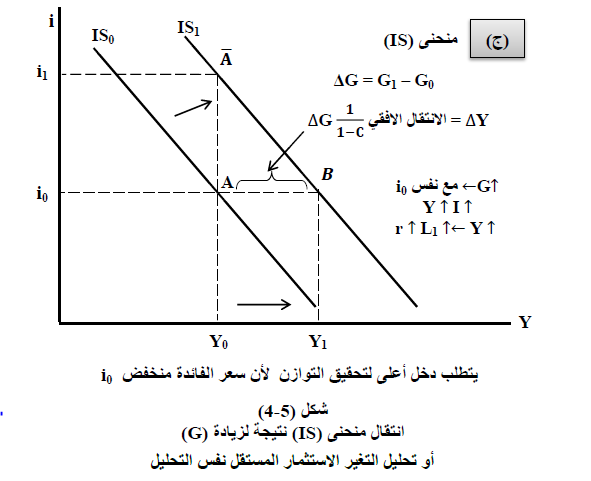 i
IS₀
IS₁
(ج)
منحنى (IS)
i₁
A̅
ΔG = G₁ – G₀
ΔY = الانتقال الافقي ΔG 1/(1−C)
i₀
A
B
G↑ ← مع نفس i₀
Y ↑ I ↑
r ↑ L₁ ↑← Y ↑
Y
Y₀
Y₁
يتطلب دخل أعلى لتحقيق التوازن لأن سعر الفائدة منخفض i₀
شكل (5-4)
انتقال منحنى (IS) نتيجة لزيادة (G)
أو تحليل التغير الاستثمار المستقل نفس التحليل